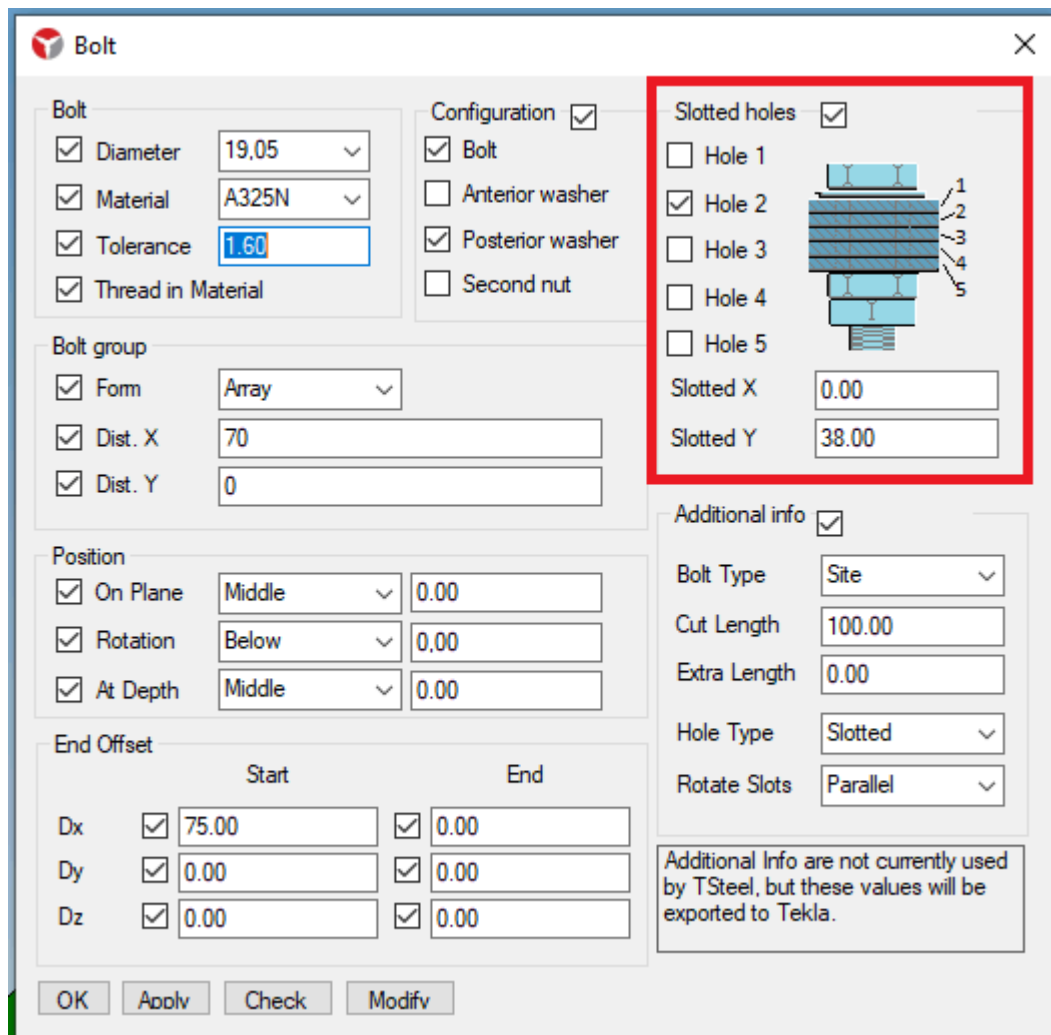 Bolt
Bolt
Diameter 19,05
Material A325N
Tolerance 1.60
Thread in Material
Configuration
Bolt
Anterior washer
Posterior washer
Second nut
Slotted holes
Hole 1
Hole 2
Hole 3
Hole 4
Hole 5
1
2
3
4
5
Slotted X 0.00
Slotted Y 38.00
Bolt group
Form Array
Dist. X 70
Dist. Y 0
Position
On Plane Middle 0.00
Rotation Below 0,00
At Depth Middle 0.00
Additional info
Bolt Type Site
Cut Length 100.00
Extra Length 0.00
Hole Type Slotted
Rotate Slots Parallel
End Offset
Start End
Dx 75.00 0.00
Dy 0.00 0.00
Dz 0.00 0.00
Additional Info are not currently used
by TSteel, but these values will be
exported to Tekla.
OK Apply Check Modify